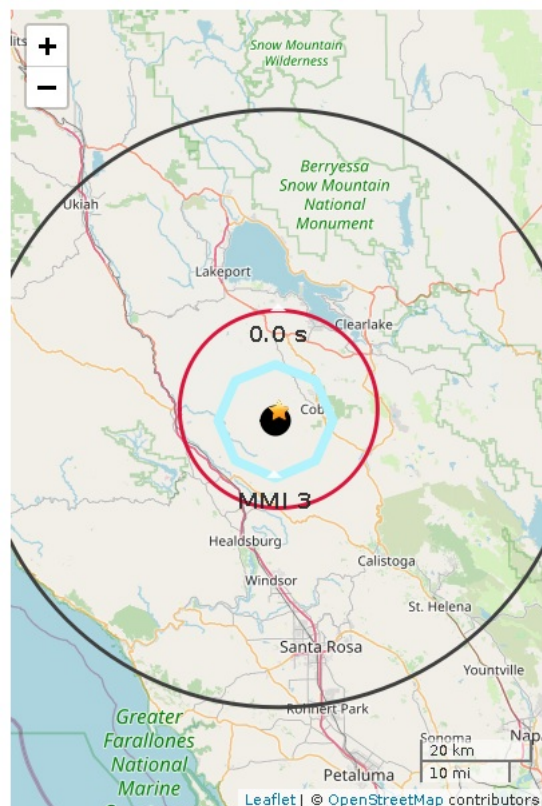 +
−
Snow Mountain
Wilderness
Berryessa
Snow Mountain
National
Monument
Ukiah
Lakeport
Clearlake
0.0 s
Cob
MMI 3
Healdsburg
Calistoga
Windsor
St. Helena
Santa Rosa
Yountville
Rohnert Park
Greater
Farallones
National
Marine
Sonoma
Napa
Petaluma
20 km
10 mi
Leaflet | © OpenStreetMap contributors